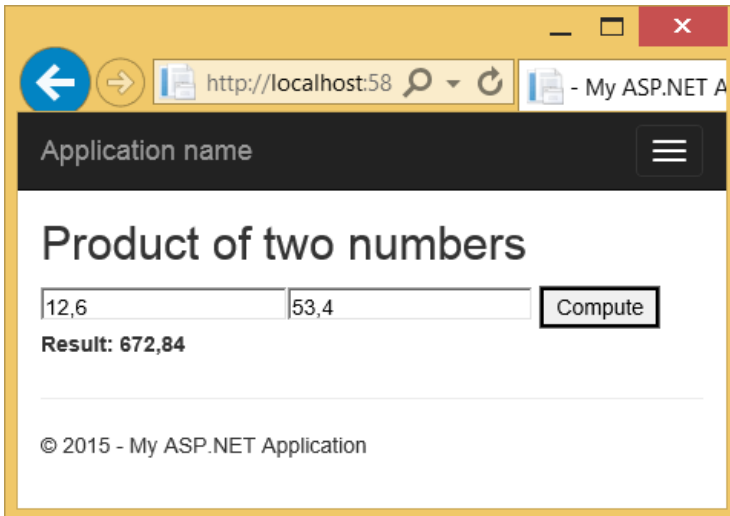 http://localhost:58
- My ASP.NET A
Application name
Product of two numbers
12,6
53,4
Compute
Result: 672,84
© 2015 - My ASP.NET Application